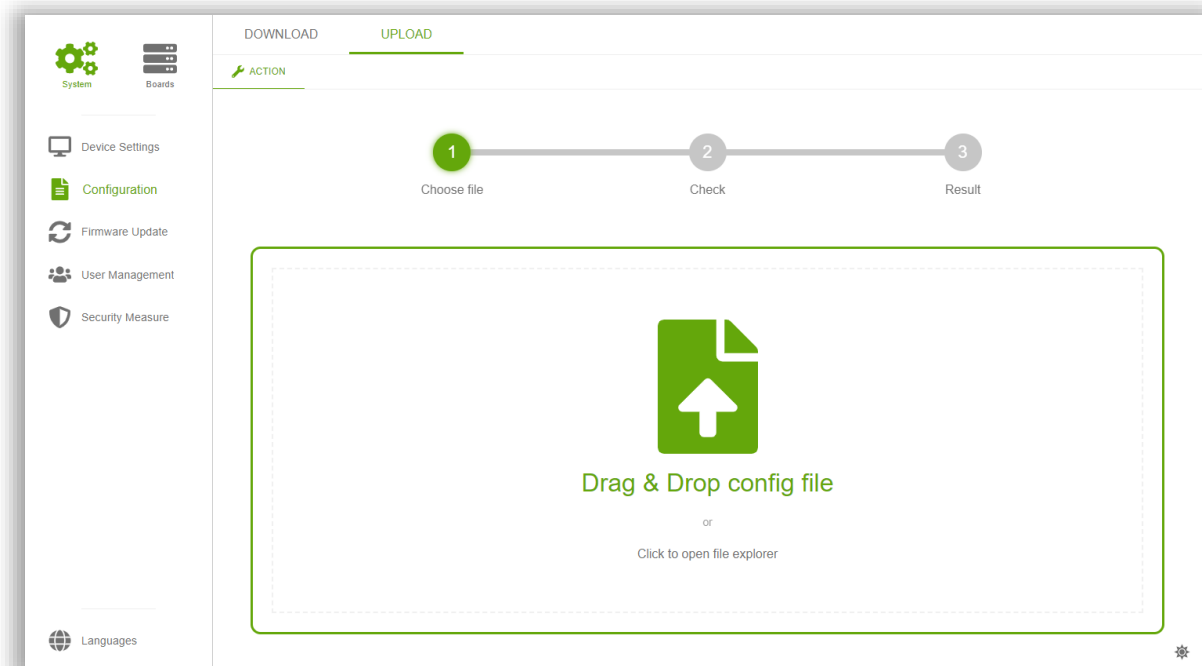 System
Boards
Device Settings
Configuration
Firmware Update
User Management
Security Measure
Languages
DOWNLOAD
UPLOAD
ACTION
1
2
3
Choose file
Check
Result
Drag & Drop config file
or
Click to open file explorer